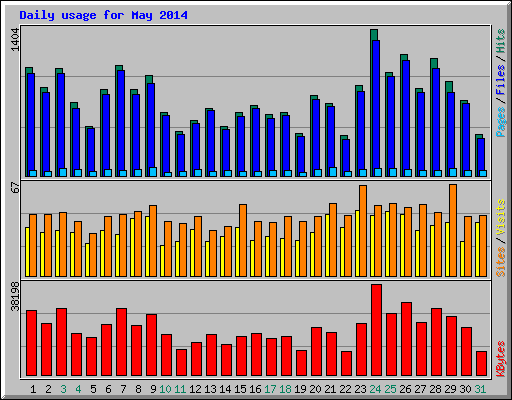 Daily usage for May 2014
1404
Pages / Files / Hits
67
Sites / Visits
38198
KBytes
1 2 3 4 5 6 7 8 9 10 11 12 13 14 15 16 17 18 19 20 21 22 23 24 25 26 27 28 29 30 31